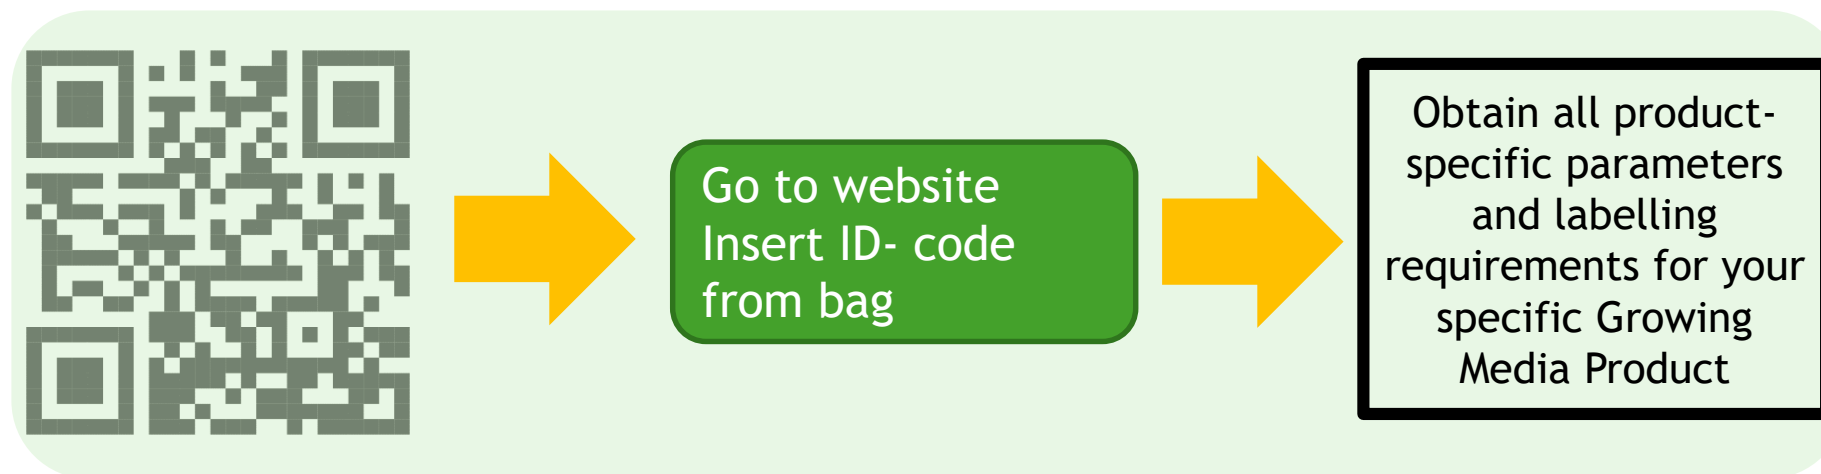 Go to website
Insert ID- code
from bag
Obtain all product-
specific parameters
and labelling
requirements for your
specific Growing
Media Product